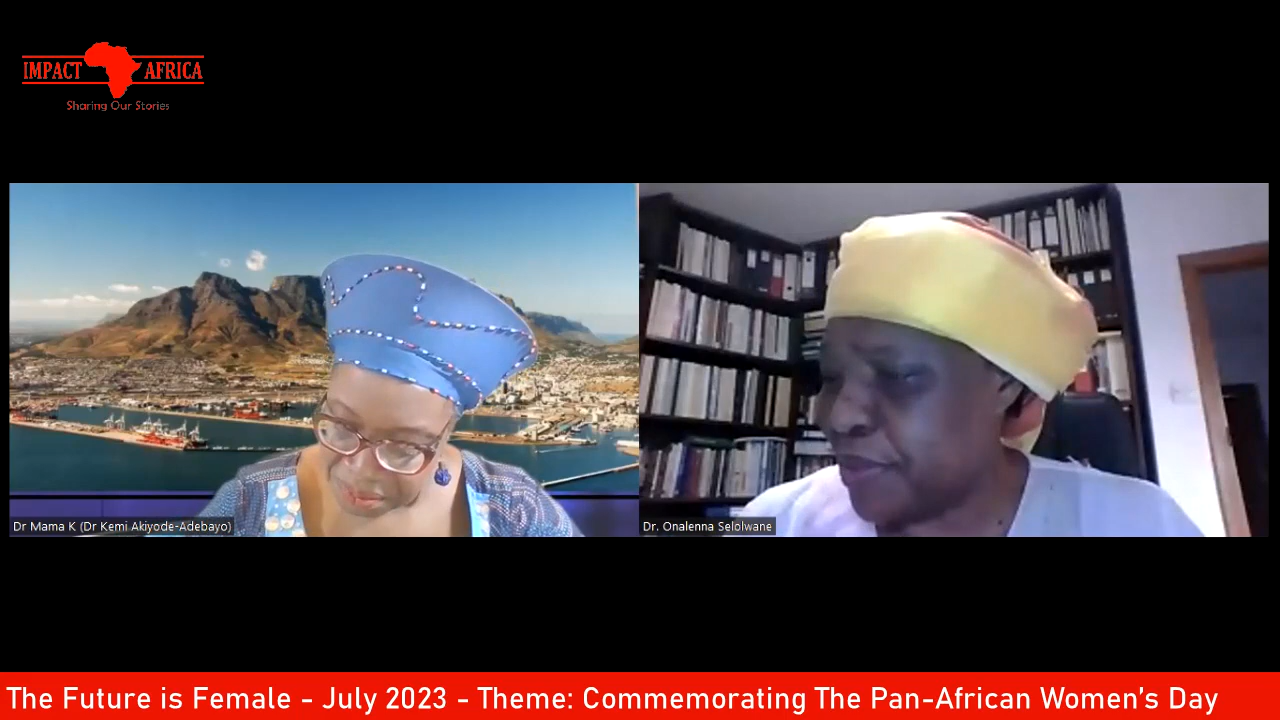 IMPACT AFRICA
Sharing Our Stories
Dr Mama K (Dr Kemi Akiyode-Adebayo)
Dr. Onalenna Selolwane
The Future is Female - July 2023 - Theme: Commemorating The Pan-African Women's Day